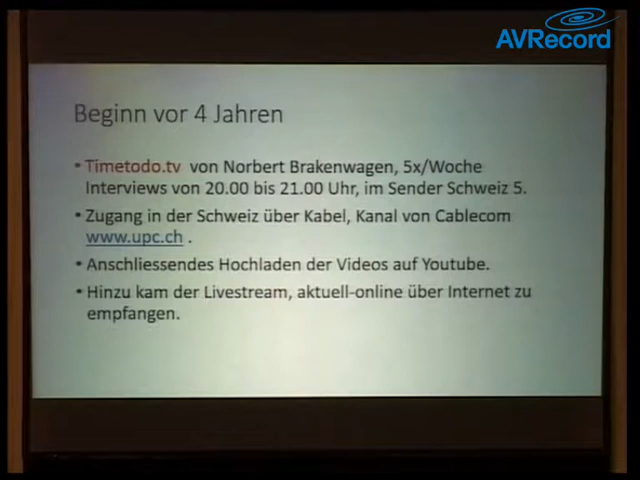 AVRecord
Beginn vor 4 Jahren
• Timetodo.tv von Norbert Brakenwagen, 5x/Woche
Interviews von 20.00 bis 21.00 Uhr, im Sender Schweiz 5.
• Zugang in der Schweiz über Kabel, Kanal von Cablecom
www.upc.ch .
• Anschliessendes Hochladen der Videos auf Youtube.
• Hinzu kam der Livestream, aktuell-online über Internet zu
empfangen.